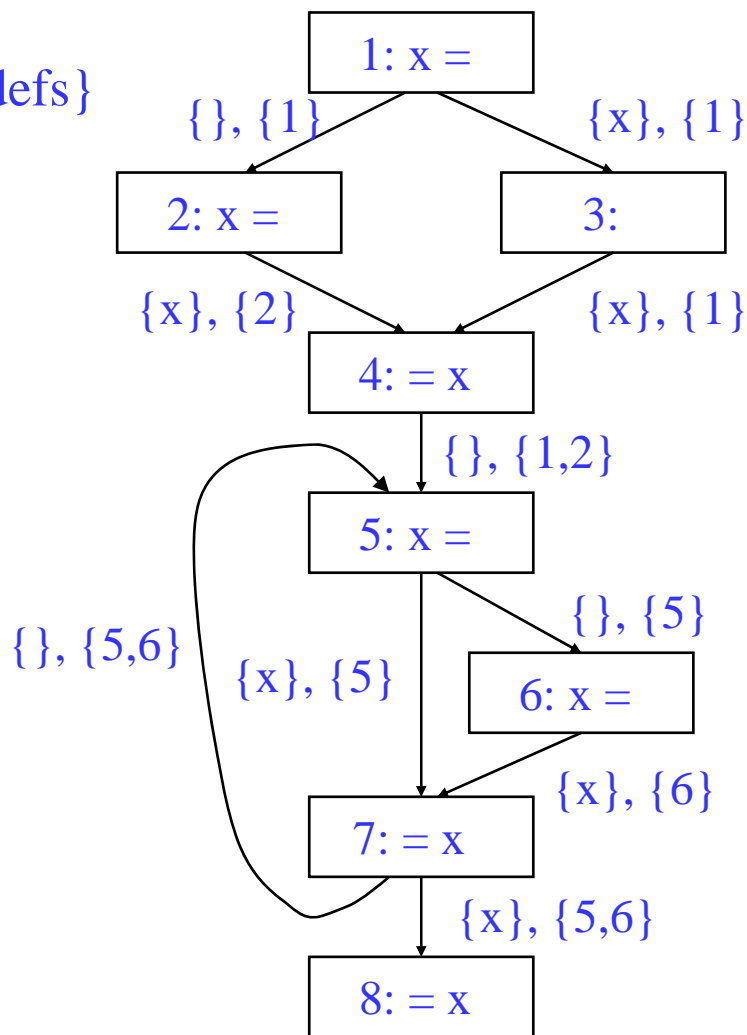 1: x =
defs}
{}, {1}
{x}, {1}
2: x =
3:
{x}, {2}
{x}, {1}
4: = x
{}, {1,2}
5: x =
{}, {5}
{}, {5,6}
{x}, {5}
6: x =
{x}, {6}
7: = x
{x}, {5,6}
8: = x